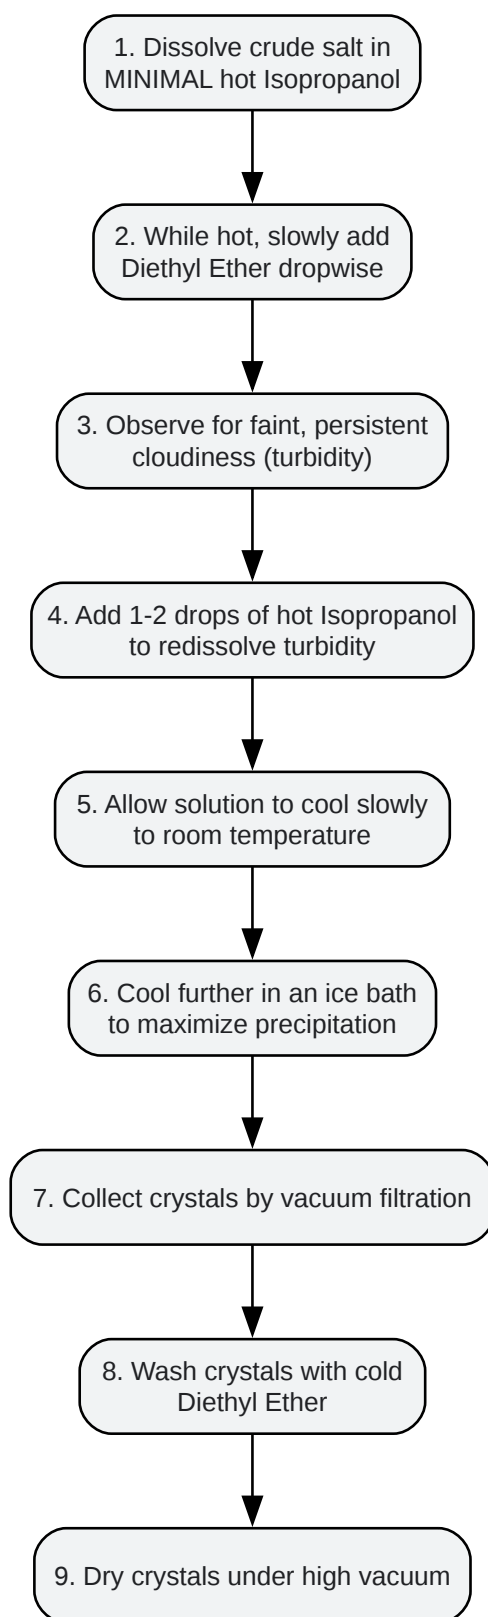 1. Dissolve crude salt in
MINIMAL hot Isopropanol
2. While hot, slowly add
Diethyl Ether dropwise
3. Observe for faint, persistent
cloudiness (turbidity)
4. Add 1-2 drops of hot Isopropanol
to redissolve turbidity
5. Allow solution to cool slowly
to room temperature
6. Cool further in an ice bath
to maximize precipitation
7. Collect crystals by vacuum filtration
8. Wash crystals with cold
Diethyl Ether
9. Dry crystals under high vacuum